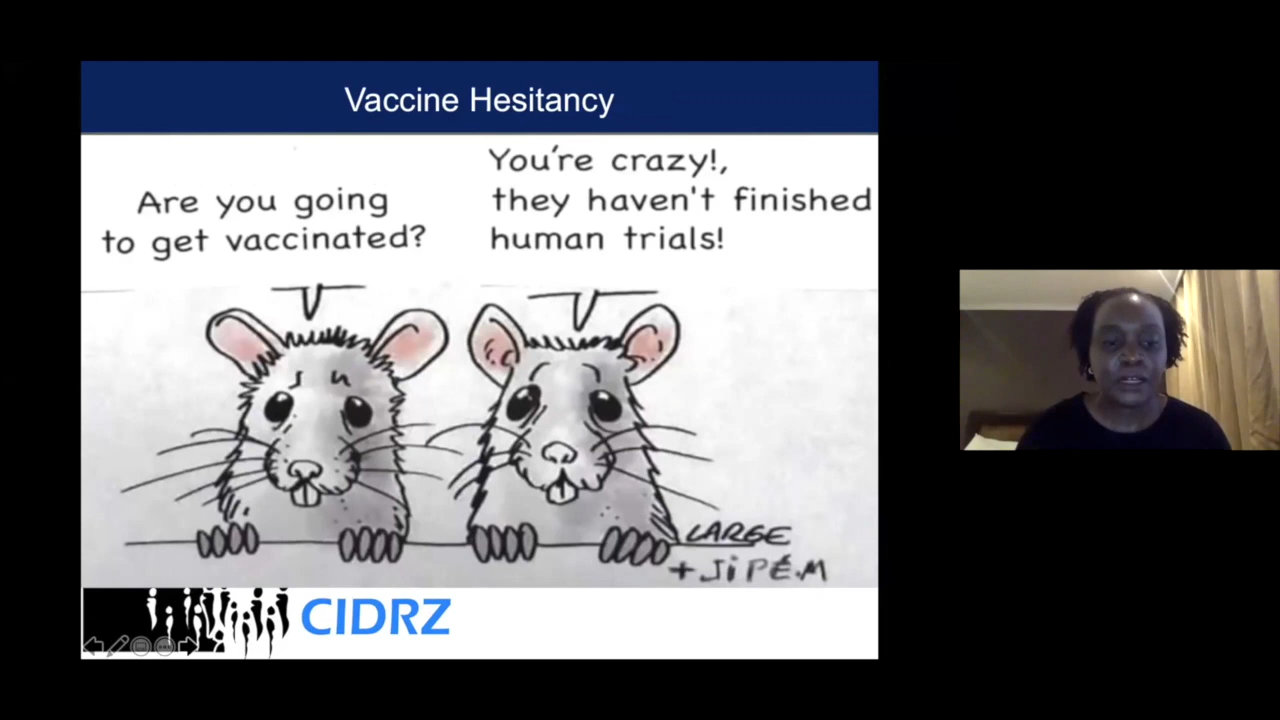 Vaccine Hesitancy
Are you going
to get vaccinated?
You're crazy!,
they haven't finished
human trials!
LARGE
+JiPÉM
CIDRZ